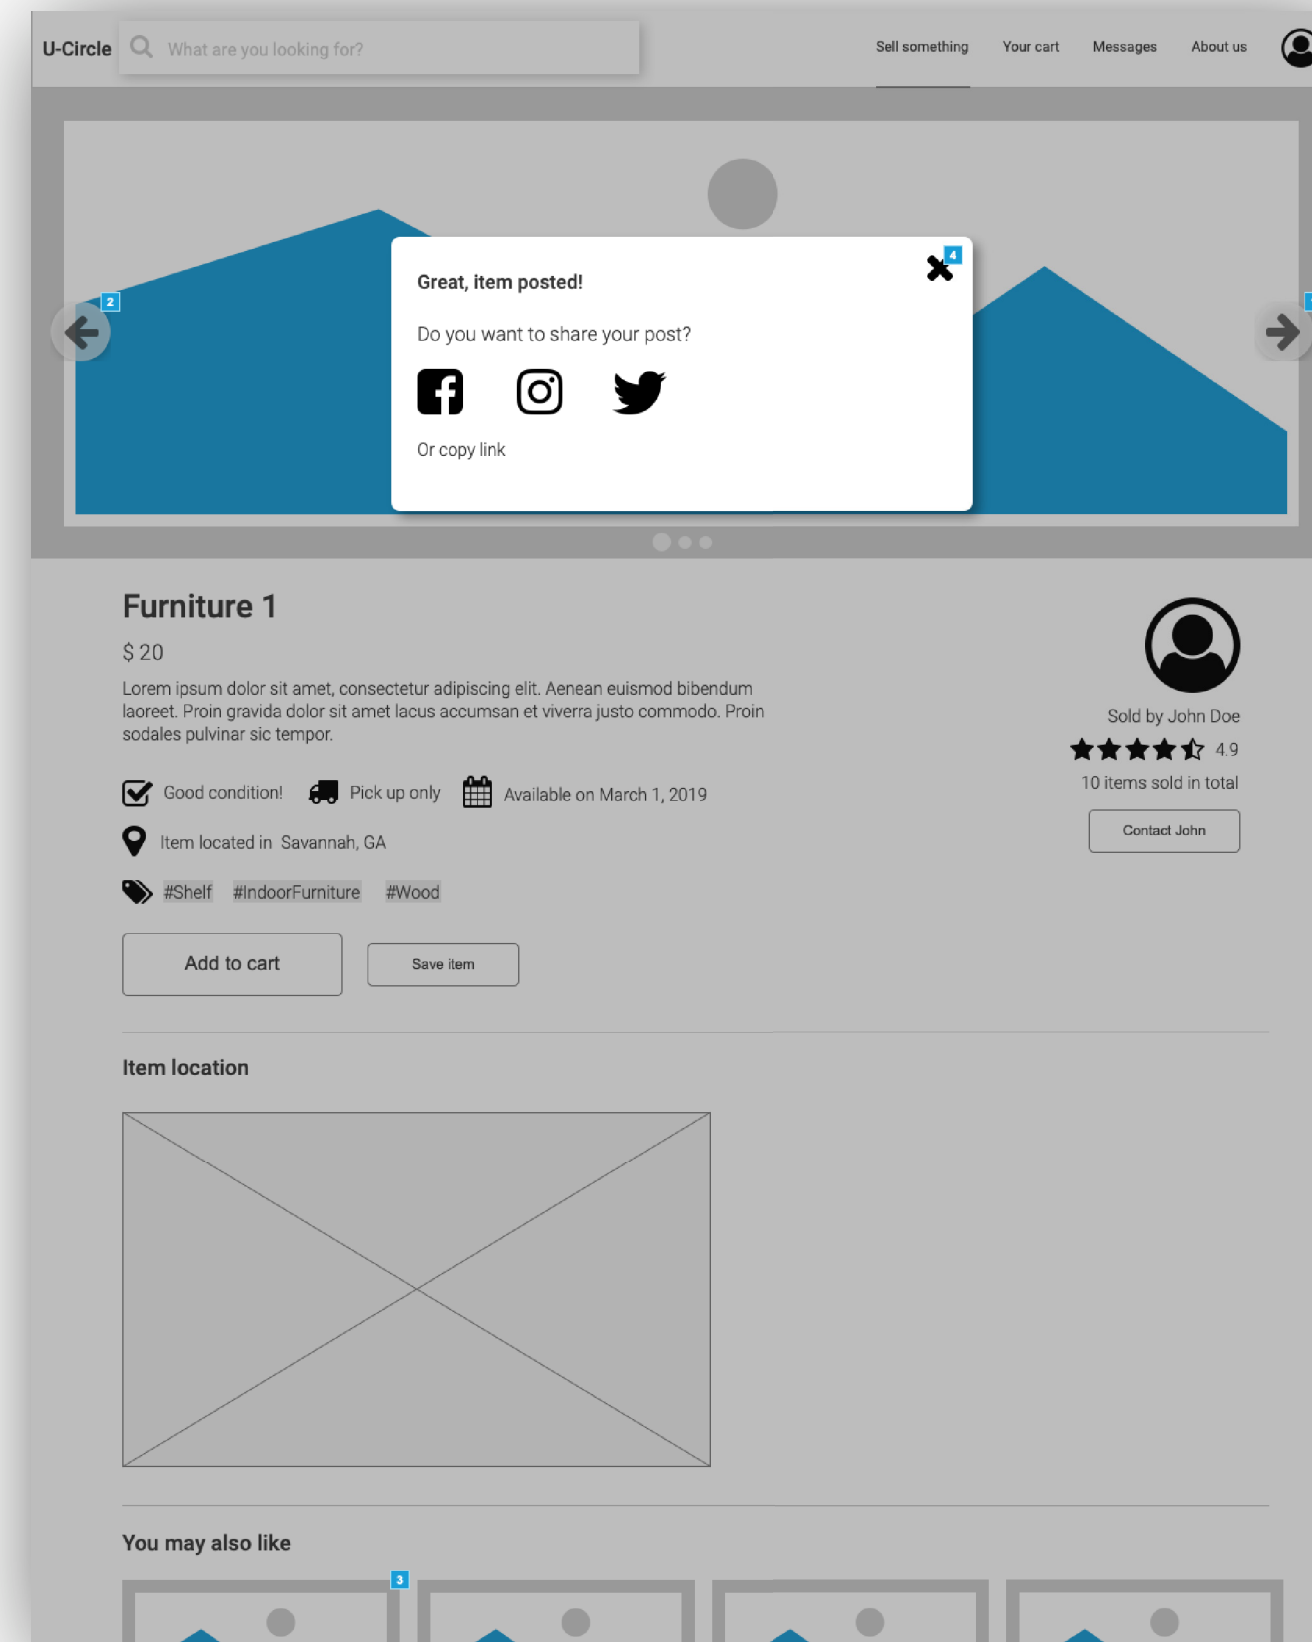 U-Circle
What are you looking for?
Sell something
Your cart
Messages
About us
4
Great, item posted!
2
Do you want to share your post?
Or copy link
Furniture 1
$ 20
Lorem ipsum dolor sit amet, consectetur adipiscing elit. Aenean euismod bibendum
laoreet. Proin gravida dolor sit amet lacus accumsan et viverra justo commodo. Proin
sodales pulvinar sic tempor.
Sold by John Doe
4.9
10 items sold in total
Contact John
Good condition!
Pick up only
Available on March 1, 2019
Item located in Savannah, GA
#Shelf #IndoorFurniture #Wood
Add to cart
Save item
Item location
You may also like
3